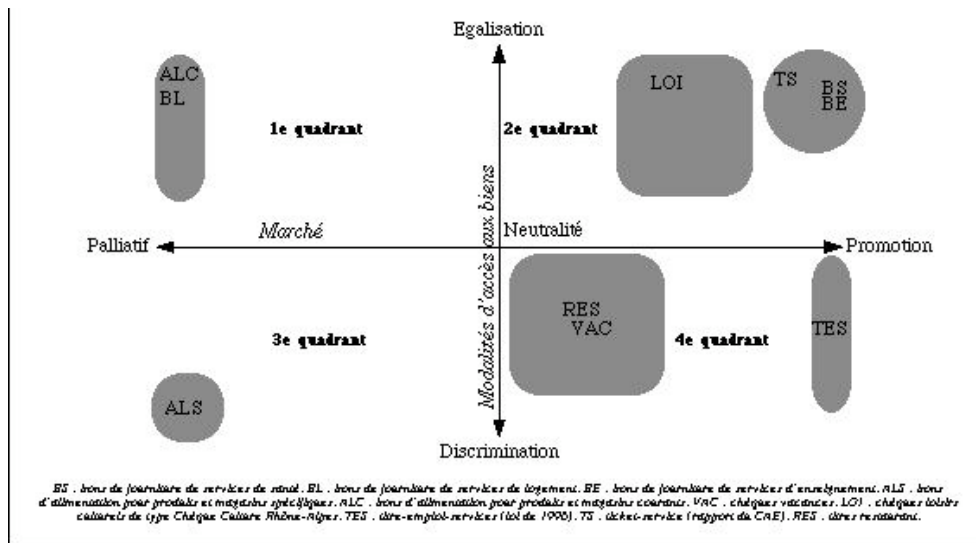 Egalisation
ALC
BL
LOI
TS
BS
BE
1e quadrant
2e quadrant
Modalités d'accès aux biens
Marché
Neutralité
Palliatif
Promotion
RES
VAC
TES
3e quadrant
4e quadrant
ALS
Discrimination
BS . bons de fourniture de services de santé. BL . bons de fourniture de services de logement. BE . bons de fourniture de services d'enseignement. ALS . bons
d'alimentation pour produits et magasins spécifiques. ALC . bons d'alimentation pour produits et magasins courants. VAC . chèques vacances. LOI . chèques loisirs
culturels de type Chèque Culture Rhône-Alpes. TES . titre-emploi-services (loi de 1996). TS . ticket-service (rapport du CAE). RES . titres restaurant.